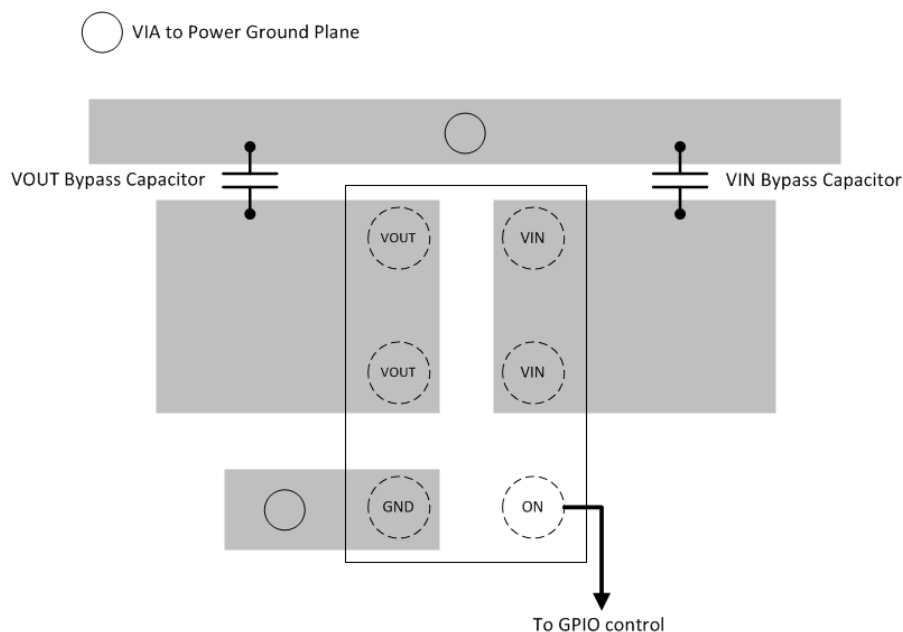 VIA to Power Ground Plane
VOUT Bypass Capacitor
VIN Bypass Capacitor
VOUT
VIN
VOUT
VIN
GND
ON
To GPIO control